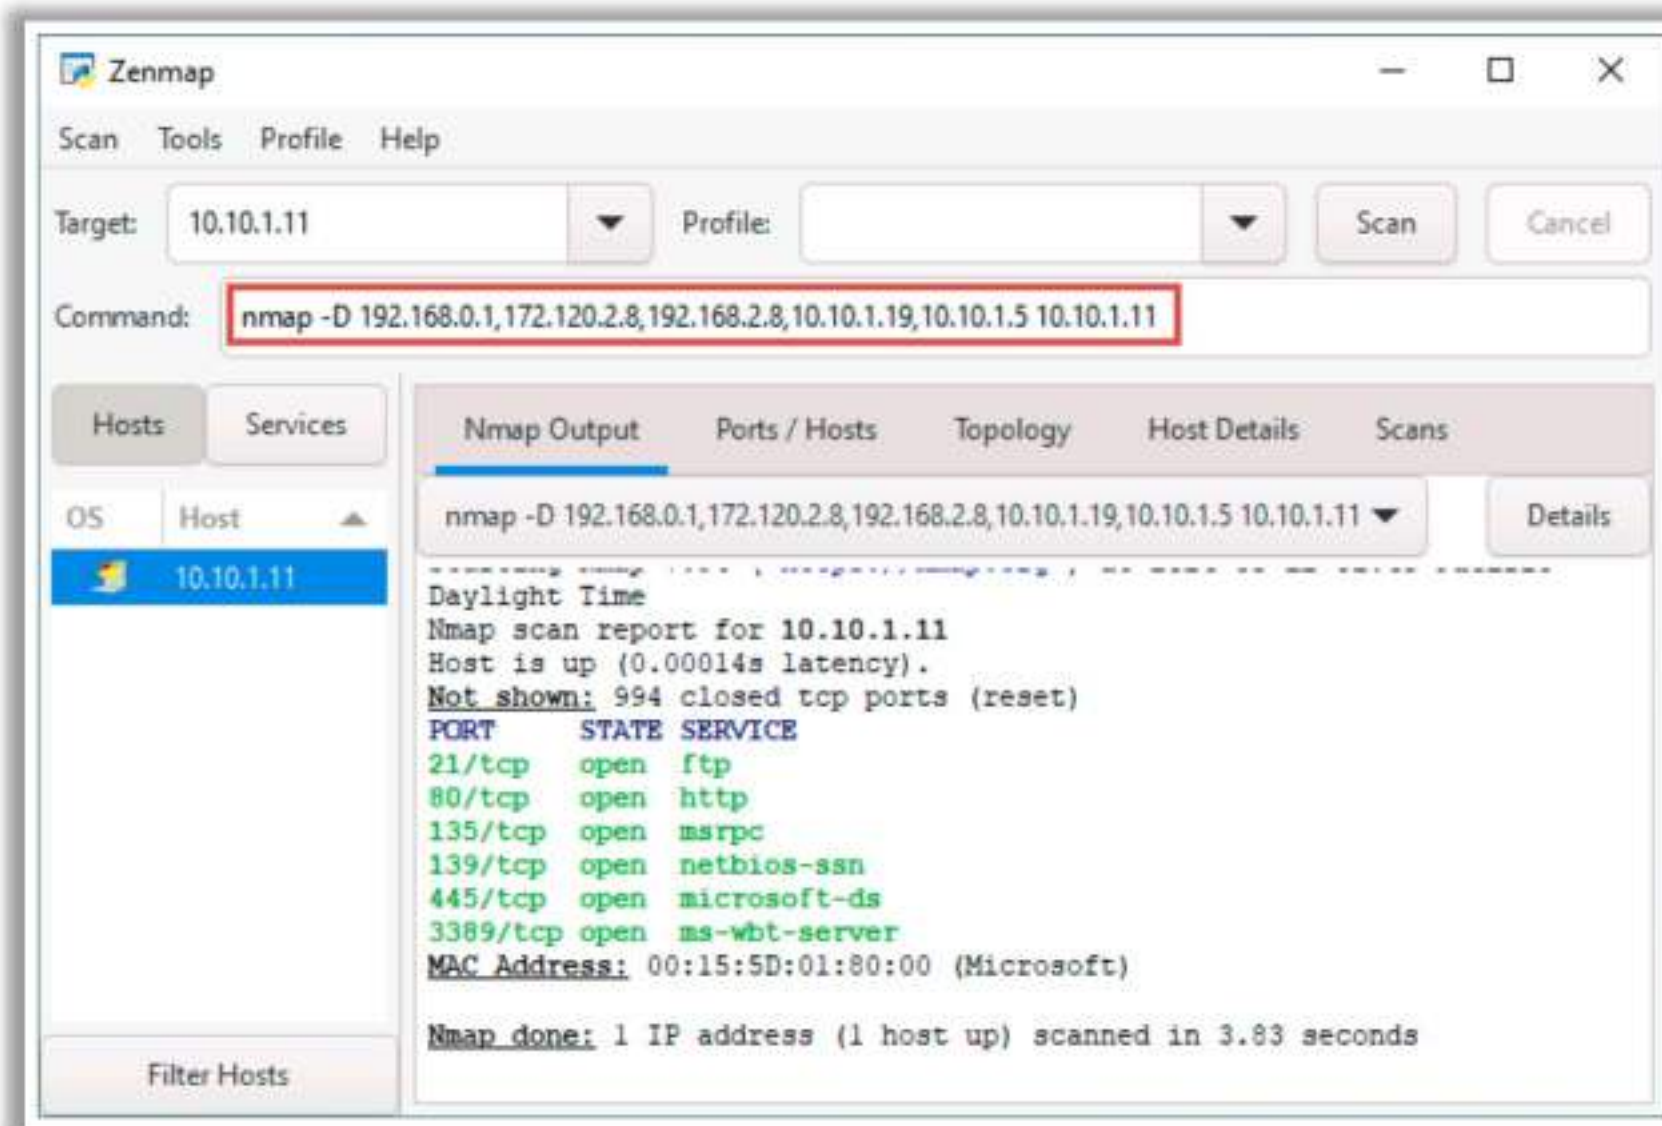 Zenmap
Scan Tools Profile Help
Target: 10.10.1.11 Profile: Scan Cancel
Command: nmap -D 192.168.0.1,172.120.2.8,192.168.2.8,10.10.1.19,10.10.1.5 10.10.1.11
Hosts Services
Nmap Output Ports / Hosts Topology Host Details Scans
OS Host
nmap -D 192.168.0.1,172.120.2.8,192.168.2.8,10.10.1.19,10.10.1.5 10.10.1.11 Details
10.10.1.11
Daylight Time
Nmap scan report for 10.10.1.11
Host is up (0.00014s latency).
Not shown: 994 closed tcp ports (reset)
PORT STATE SERVICE
21/tcp open ftp
80/tcp open http
135/tcp open msrpc
139/tcp open netbios-ssn
445/tcp open microsoft-ds
3389/tcp open ms-wbt-server
MAC Address: 00:15:5D:01:80:00 (Microsoft)
Nmap done: 1 IP address (1 host up) scanned in 3.83 seconds
Filter Hosts